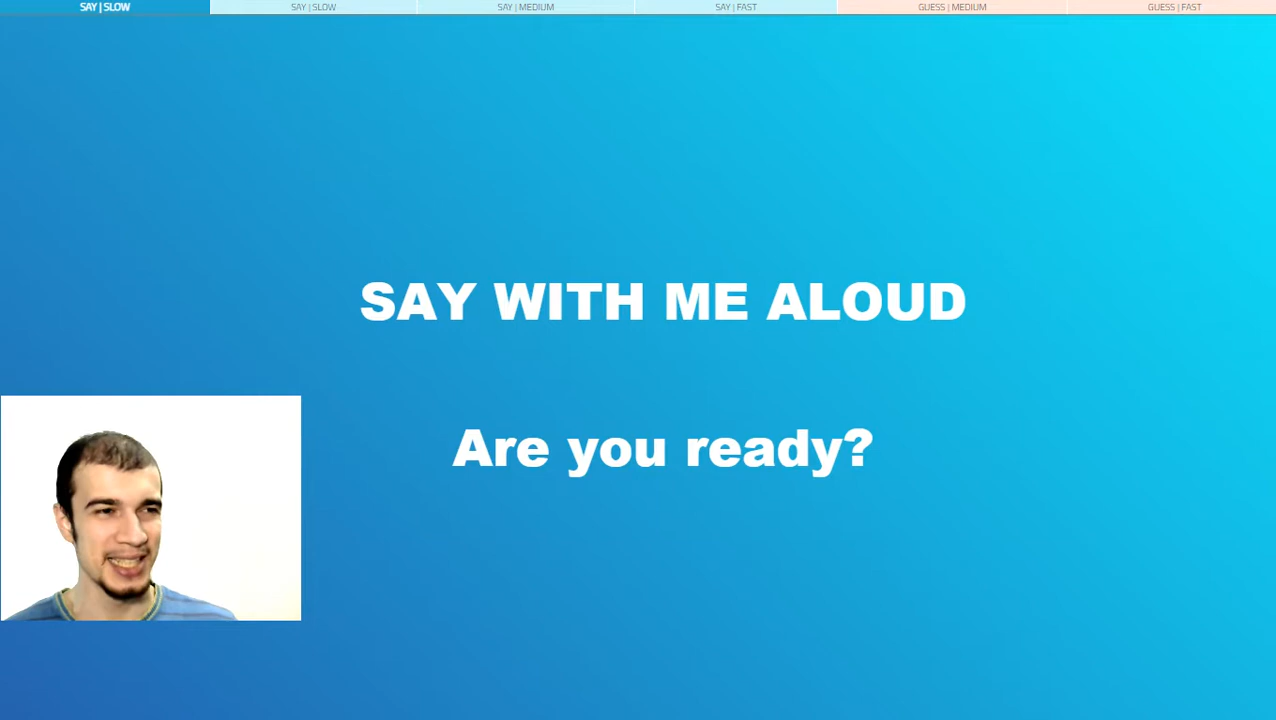 SAY | SLOW
SAY | SLOW
SAY | MEDIUM
SAY | FAST
GUESS | MEDIUM
GUESS | FAST
SAY WITH ME ALOUD
Are you ready?